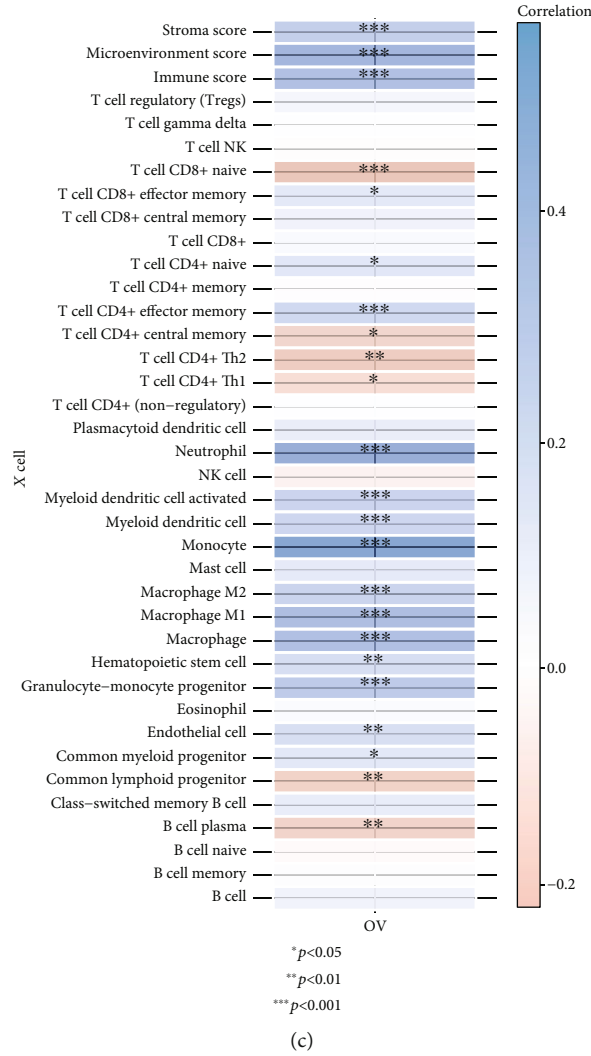 Correlation
Stroma score ***
Microenvironment score ***
Immune score ***
T cell regulatory (Tregs)
T cell gamma delta
T cell NK
T cell CD8+ naive ***
T cell CD8+ effector memory *
T cell CD8+ central memory
T cell CD8+
0.4
T cell CD4+ naive *
T cell CD4+ memory
T cell CD4+ effector memory ***
T cell CD4+ central memory *
T cell CD4+ Th2 **
T cell CD4+ Th1 *
T cell CD4+ (non−regulatory)
Plasmacytoid dendritic cell
0.2
Neutrophil ***
X cell
NK cell
Myeloid dendritic cell activated ***
Myeloid dendritic cell ***
Monocyte ***
Mast cell
Macrophage M2 ***
Macrophage M1 ***
Macrophage ***
Hematopoietic stem cell **
0.0
Granulocyte−monocyte progenitor ***
Eosinophil
Endothelial cell **
Common myeloid progenitor *
Common lymphoid progenitor **
Class−switched memory B cell
B cell plasma **
B cell naive
B cell memory
−0.2
B cell
OV
*p<0.05
**p<0.01
***p<0.001
(c)